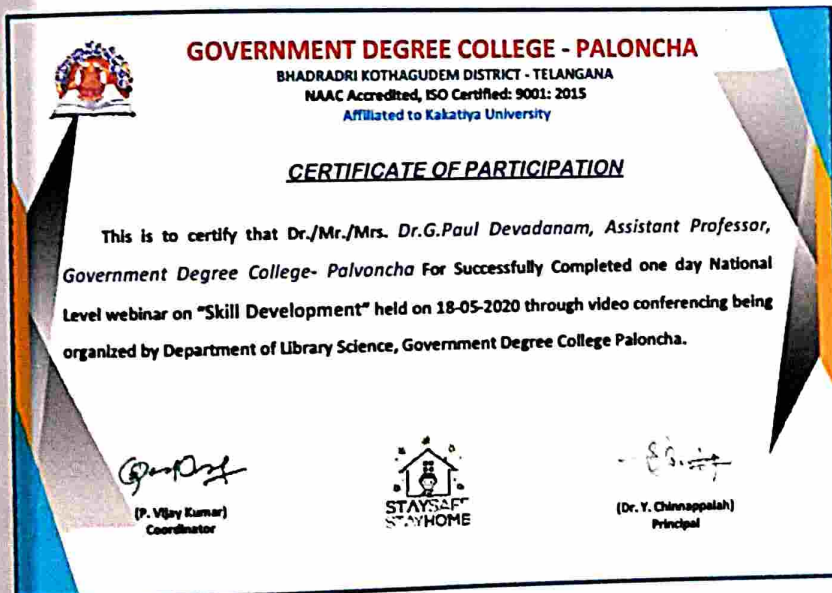 GOVERNMENT DEGREE COLLEGE - PALONCHA
BHADRADRI KOTHAGUDEM DISTRICT - TELANGANA
NAAC Accredited, ISO Certified: 9001: 2015
Affiliated to Kakatiya University
CERTIFICATE OF PARTICIPATION
This is to certify that Dr./Mr./Mrs. Dr.G.Paul Devadanam, Assistant Professor,
Government Degree College- Palvoncha For Successfully Completed one day National
Level webinar on "Skill Development" held on 18-05-2020 through video conferencing being
organized by Department of Library Science, Government Degree College Paloncha.
(P. Vijay Kumar)
Coordinator
STAYSAFE
STAYHOME
(Dr. Y. Chinnappaiah)
Principal